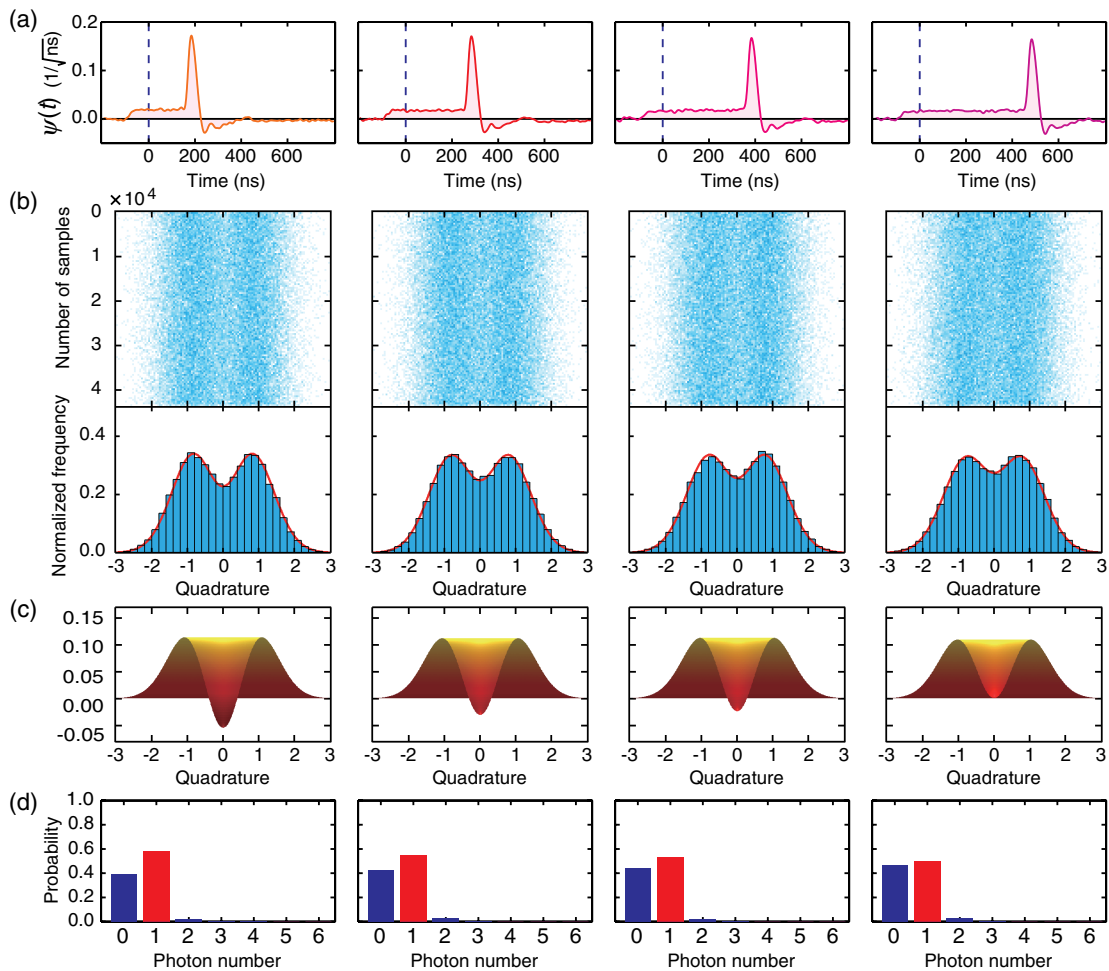 (a)
ψ(t) (1/√ns)
0.2
0.1
0.0
0 200 400 600
0 200 400 600
0 200 400 600
0 200 400 600
Time (ns)
Time (ns)
Time (ns)
Time (ns)
(b)
×10⁴
Number of samples
0
1
2
3
4
Normalized frequency
0.4
0.2
0.0
-3 -2 -1 0 1 2 3
-3 -2 -1 0 1 2 3
-3 -2 -1 0 1 2 3
-3 -2 -1 0 1 2 3
Quadrature
Quadrature
Quadrature
Quadrature
(c)
0.15
0.10
0.05
0.00
-0.05
-3 -2 -1 0 1 2 3
-3 -2 -1 0 1 2 3
-3 -2 -1 0 1 2 3
-3 -2 -1 0 1 2 3
Quadrature
Quadrature
Quadrature
Quadrature
(d)
Probability
1.0
0.8
0.6
0.4
0.2
0.0
0 1 2 3 4 5 6
0 1 2 3 4 5 6
0 1 2 3 4 5 6
0 1 2 3 4 5 6
Photon number
Photon number
Photon number
Photon number